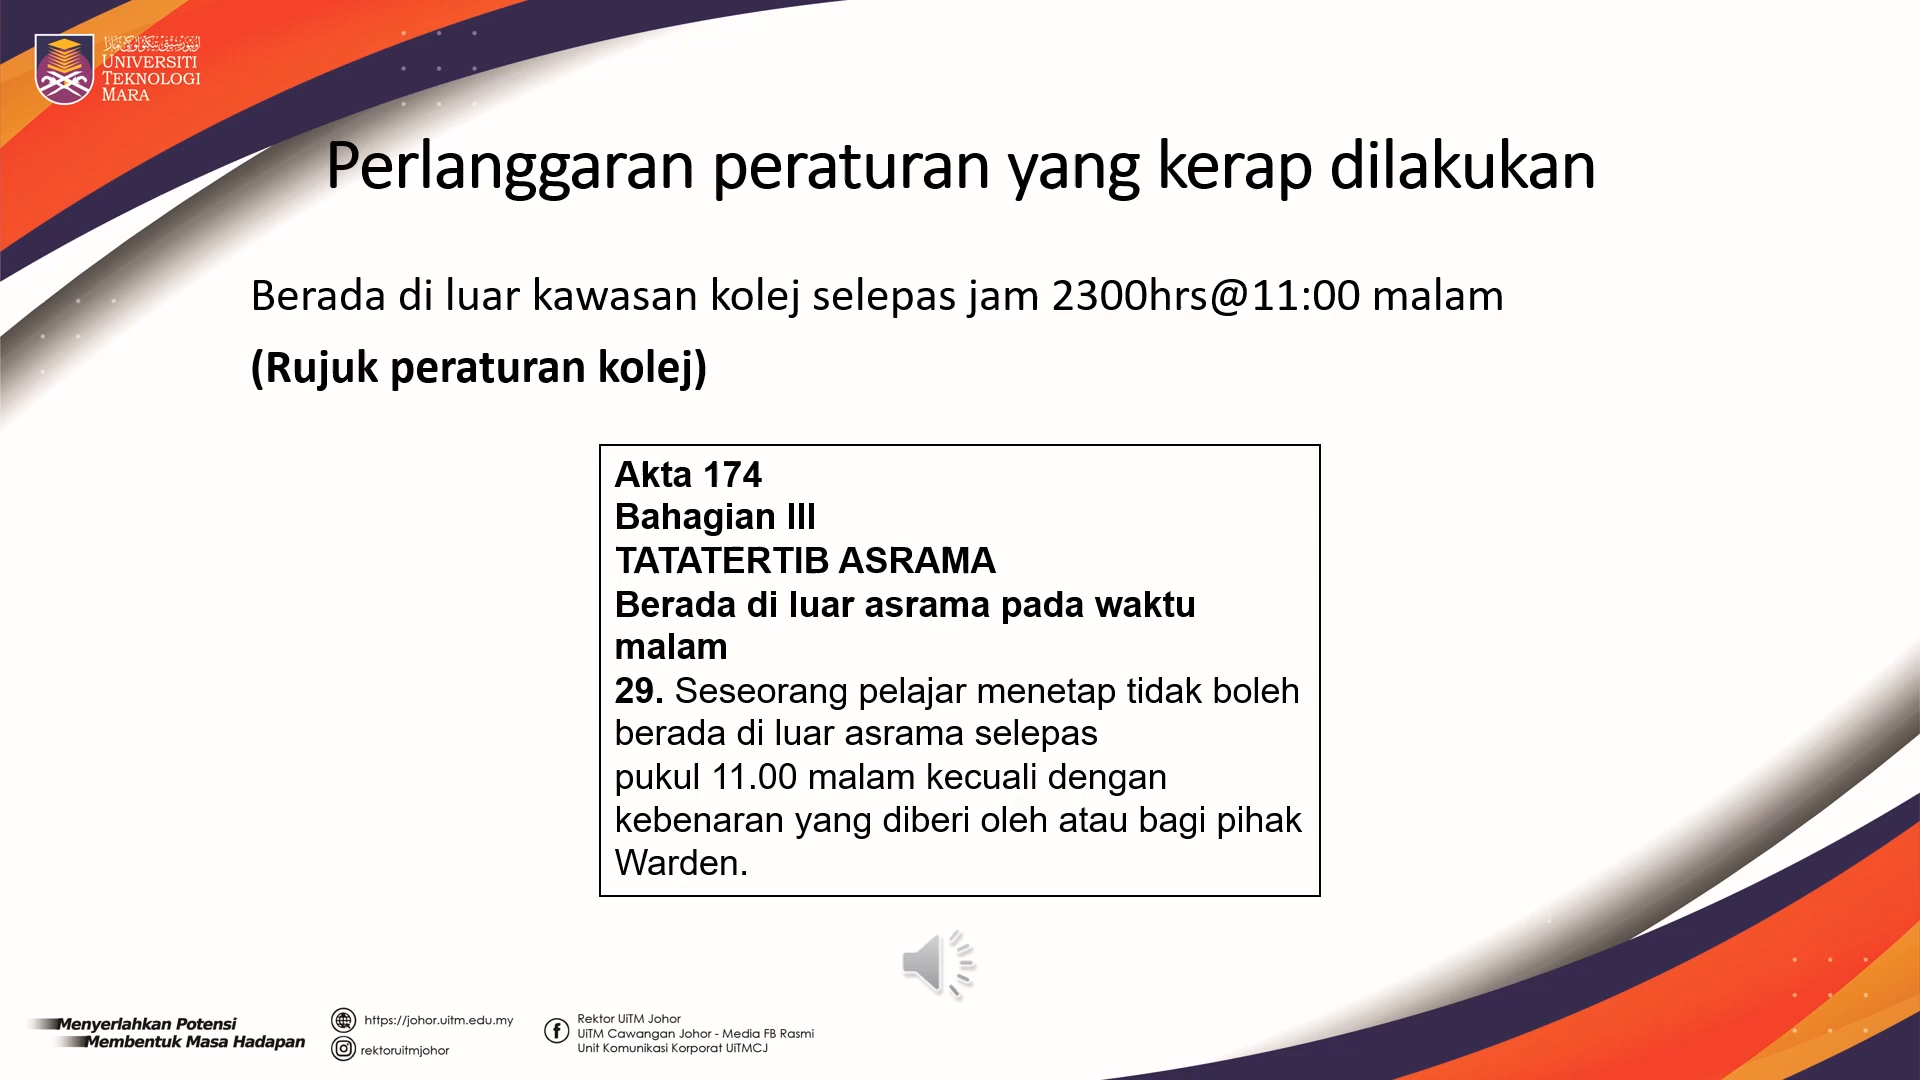 UNIVERSITI
TEKNOLOGI
MARA
Perlanggaran peraturan yang kerap dilakukan
Berada di luar kawasan kolej selepas jam 2300hrs@11:00 malam
(Rujuk peraturan kolej)
Akta 174
Bahagian III
TATATERTIB ASRAMA
Berada di luar asrama pada waktu
malam
29. Seseorang pelajar menetap tidak boleh
berada di luar asrama selepas
pukul 11.00 malam kecuali dengan
kebenaran yang diberi oleh atau bagi pihak
Warden.
Menyerlahkan Potensi
Membentuk Masa Hadapan
https://johor.uitm.edu.my
rektoruitmjohor
Rektor UiTM Johor
UiTM Cawangan Johor - Media FB Rasmi
Unit Komunikasi Korporat UiTMCJ